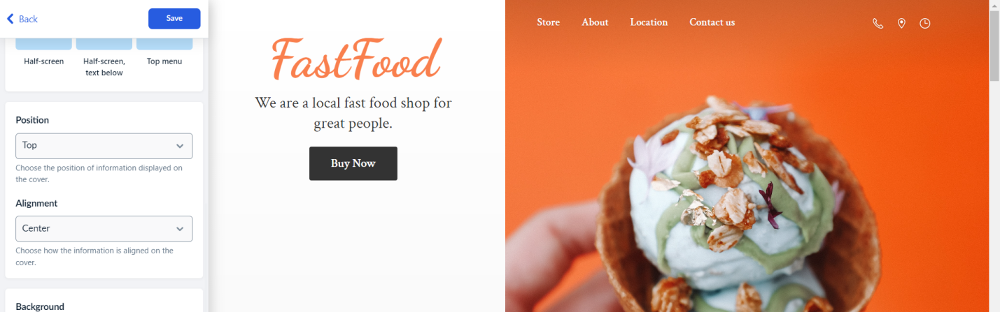 Back
Save
Half-screen
Half-screen,
text below
Top menu
Position
Top
Choose the position of information displayed on
the cover.
Alignment
Center
Choose how the information is aligned on the
cover.
Background
FastFood
We are a local fast food shop for
great people.
Buy Now
Store About Location Contact us